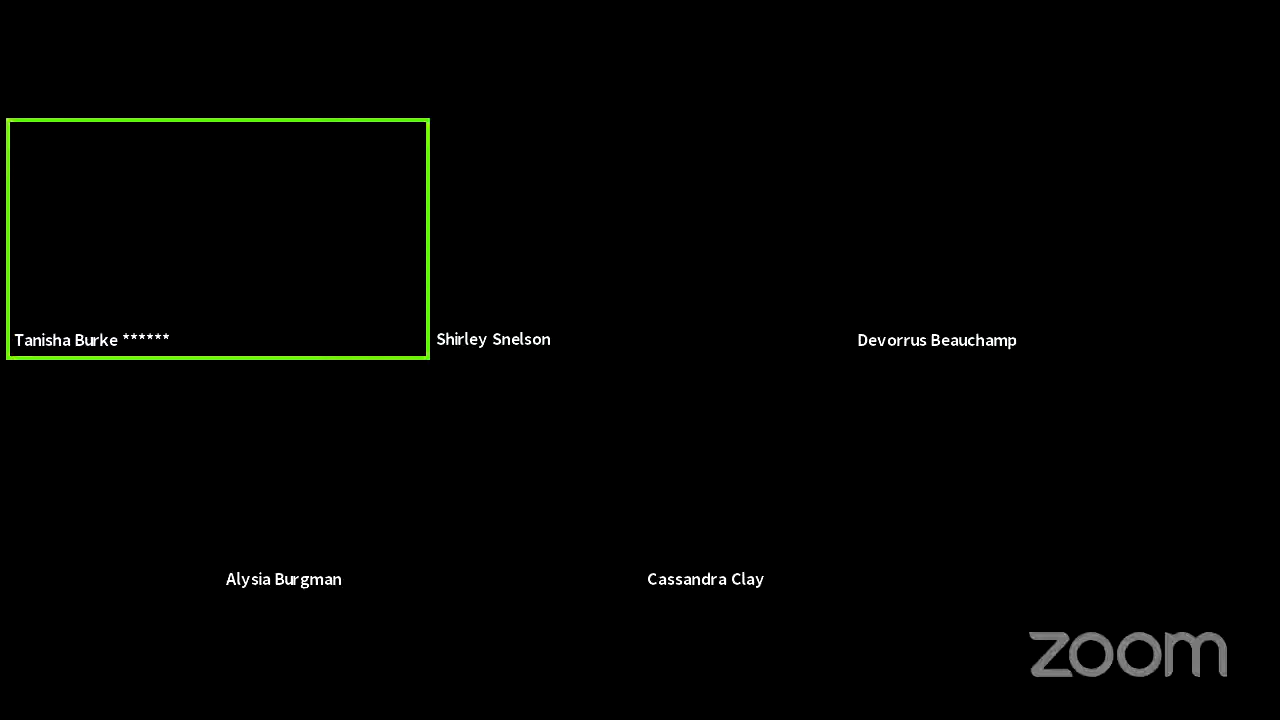 Tanisha Burke ******
Shirley Snelson
Devorrus Beauchamp
Alysia Burgman
Cassandra Clay
zoom